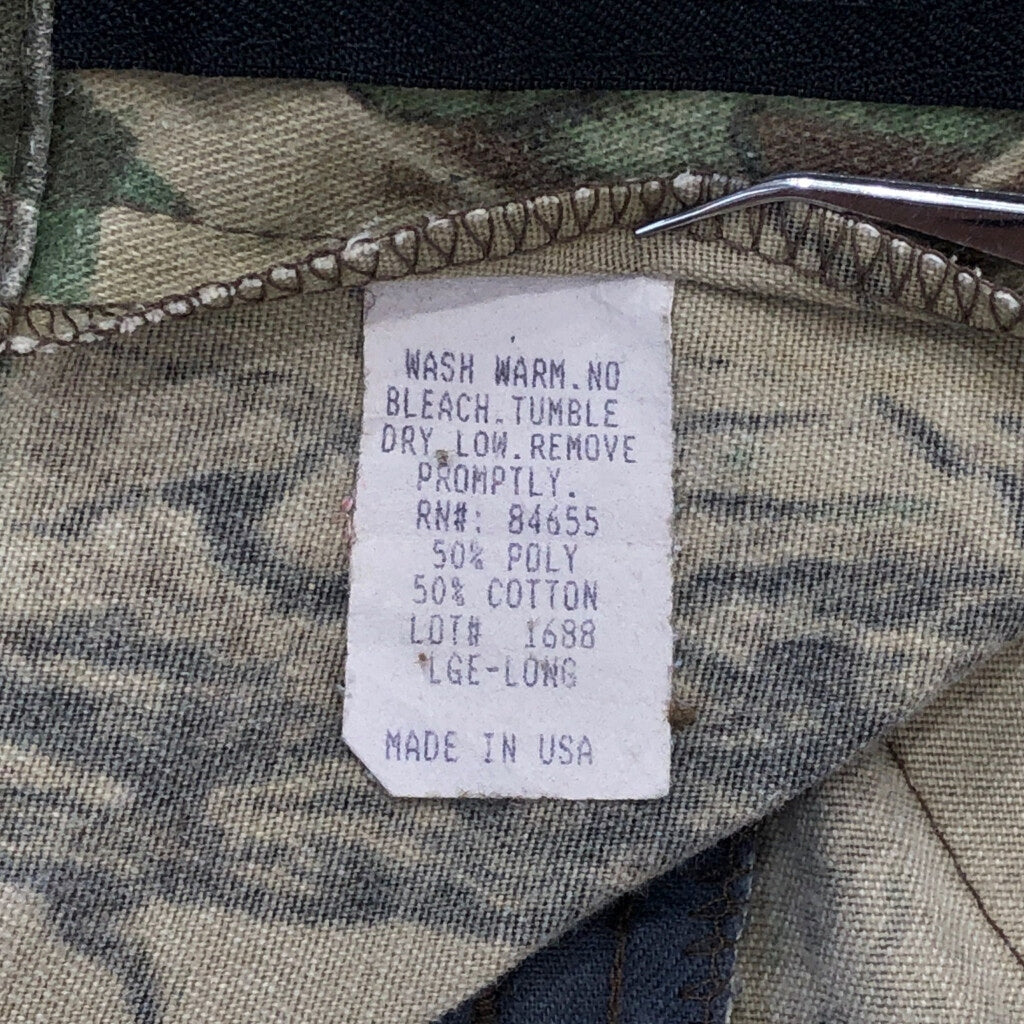 WASH WARM.NO
BLEACH.TUMBLE
DRY LOW.REMOVE
PROMPTLY.
RN#: 84655
50% POLY
50% COTTON
LOT# 1688
LGE-LONG
MADE IN USA